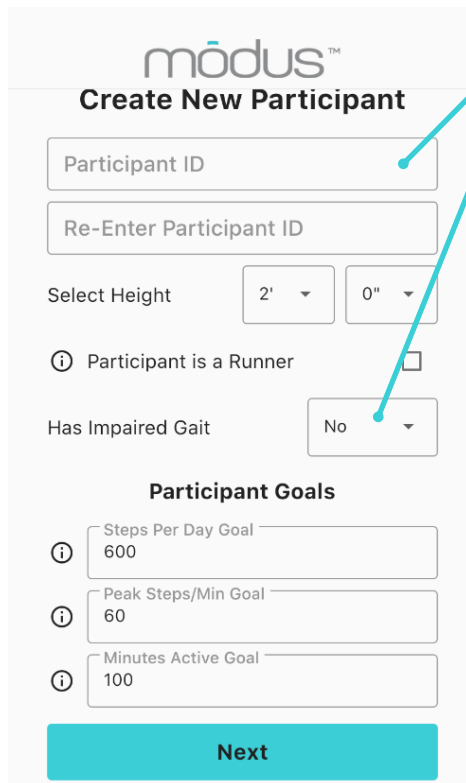 mōdus™
Create New Participant
Participant ID
Re-Enter Participant ID
Select Height 2' 0"
Participant is a Runner
Has Impaired Gait No
Participant Goals
Steps Per Day Goal
600
Peak Steps/Min Goal
60
Minutes Active Goal
100
Next